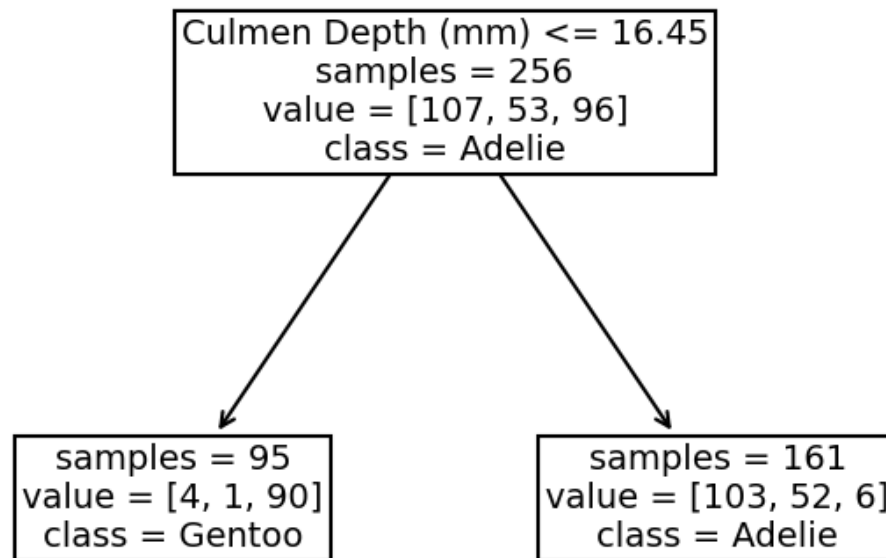 Culmen Depth (mm) <= 16.45
samples = 256
value = [107, 53, 96]
class = Adelie
samples = 95
value = [4, 1, 90]
class = Gentoo
samples = 161
value = [103, 52, 6]
class = Adelie